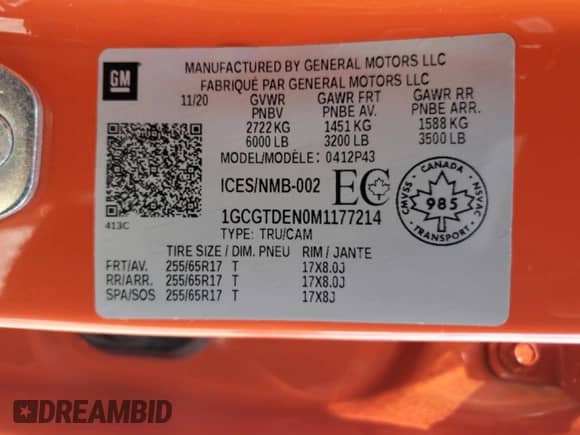 GM
MANUFACTURED BY GENERAL MOTORS LLC
FABRIQUÉ PAR GENERAL MOTORS LLC
11/20 GVWR GAWR FRT GAWR RR
PNBV PNBE AV. PNBE ARR.
2722 KG 1451 KG 1588 KG
6000 LB 3200 LB 3500 LB
MODEL/MODÈLE: 0412P43
ICES/NMB-002 EC
CANADA
CMVSS 985 NSVAC
TRANSPORT
1GCGTDEN0M1177214
413C
TYPE: TRU/CAM
TIRE SIZE / DIM. PNEU RIM / JANTE
FRT/AV. 255/65R17 T 17X8.0J
RR/ARR. 255/65R17 T 17X8.0J
SPA/SOS 255/65R17 T 17X8J
DREAMBID